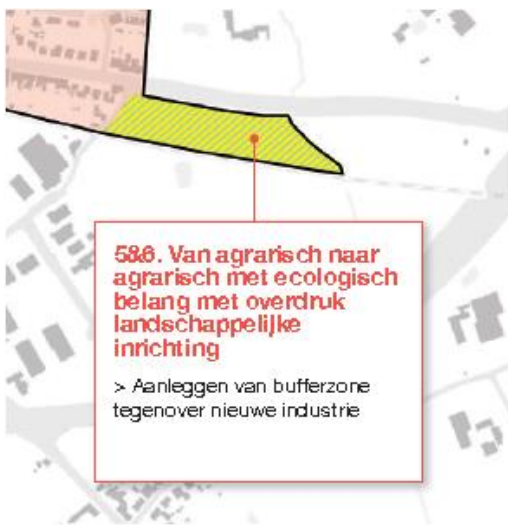 5&6. Van agrarisch naar
agrarisch met ecologisch
belang met overdruk
landschappelijke
inrichting
> Aanleggen van bufferzone
tegenover nieuwe industrie